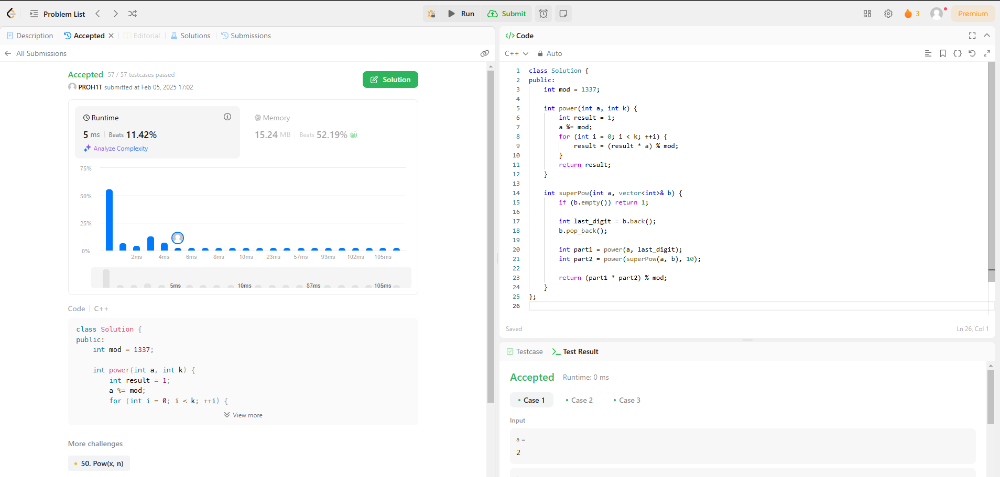 Problem List
Run
Submit
3
Premium
Description
Accepted
Editorial
Solutions
Submissions
All Submissions
Accepted 57 / 57 testcases passed
PROH1T submitted at Feb 05, 2025 17:02
Solution
Runtime
5 ms Beats 11.42%
Analyze Complexity
Memory
15.24 MB Beats 52.19%
75%
50%
25%
0%
2ms 4ms 6ms 8ms 10ms 23ms 57ms 93ms 102ms 105ms
5ms 10ms 87ms 105ms
Code C++
class Solution {
public:
    int mod = 1337;
    int power(int a, int k) {
        int result = 1;
        a %= mod;
        for (int i = 0; i < k; ++i) {
View more
More challenges
50. Pow(x, n)
</> Code
C++ Auto
1 class Solution {
2 public:
3     int mod = 1337;
4
5     int power(int a, int k) {
6         int result = 1;
7         a %= mod;
8         for (int i = 0; i < k; ++i) {
9             result = (result * a) % mod;
10         }
11         return result;
12     }
13
14     int superPow(int a, vector<int>& b) {
15         if (b.empty()) return 1;
16
17         int last_digit = b.back();
18         b.pop_back();
19
20         int part1 = power(a, last_digit);
21         int part2 = power(superPow(a, b), 10);
22
23         return (part1 * part2) % mod;
24     }
25 };
26
Saved
Ln 26, Col 1
Testcase
Test Result
Accepted Runtime: 0 ms
Case 1
Case 2
Case 3
Input
a =
2